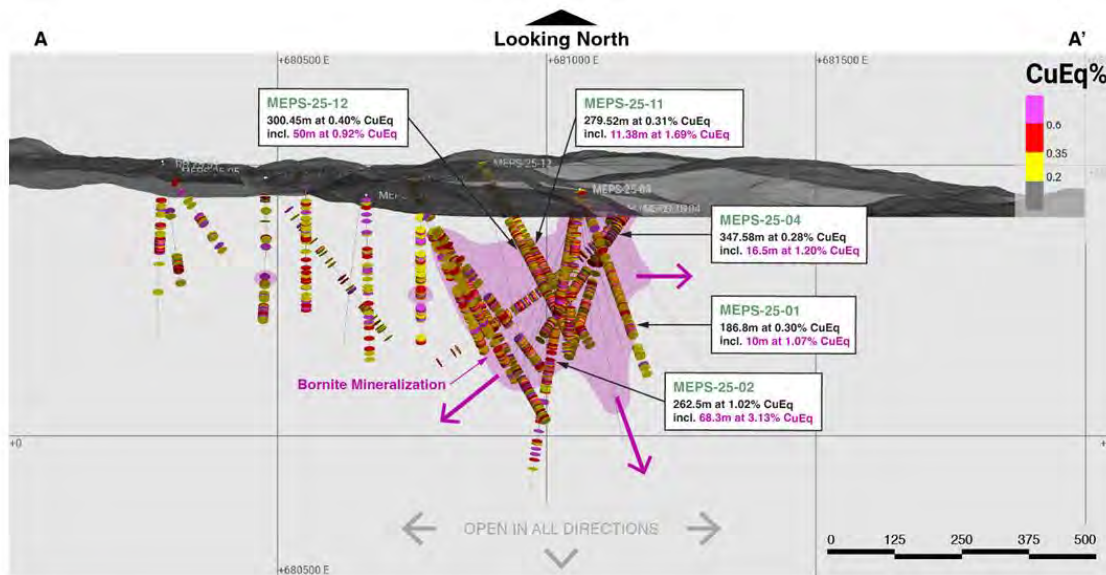 A
Looking North
A'
+680500 E
+681000 E
+681500 E
CuEq%
0.6
0.35
0.2
MEPS-25-12
300.45m at 0.40% CuEq
incl. 50m at 0.92% CuEq
MEPS-25-11
279.52m at 0.31% CuEq
incl. 11.38m at 1.69% CuEq
MEPS-25-12
MEPS-25-04
347.58m at 0.28% CuEq
incl. 16.5m at 1.20% CuEq
MEPS-25-01
186.8m at 0.30% CuEq
incl. 10m at 1.07% CuEq
Bornite Mineralization
MEPS-25-02
262.5m at 1.02% CuEq
incl. 68.3m at 3.13% CuEq
+0
OPEN IN ALL DIRECTIONS
0 125 250 375 500
+680500 E